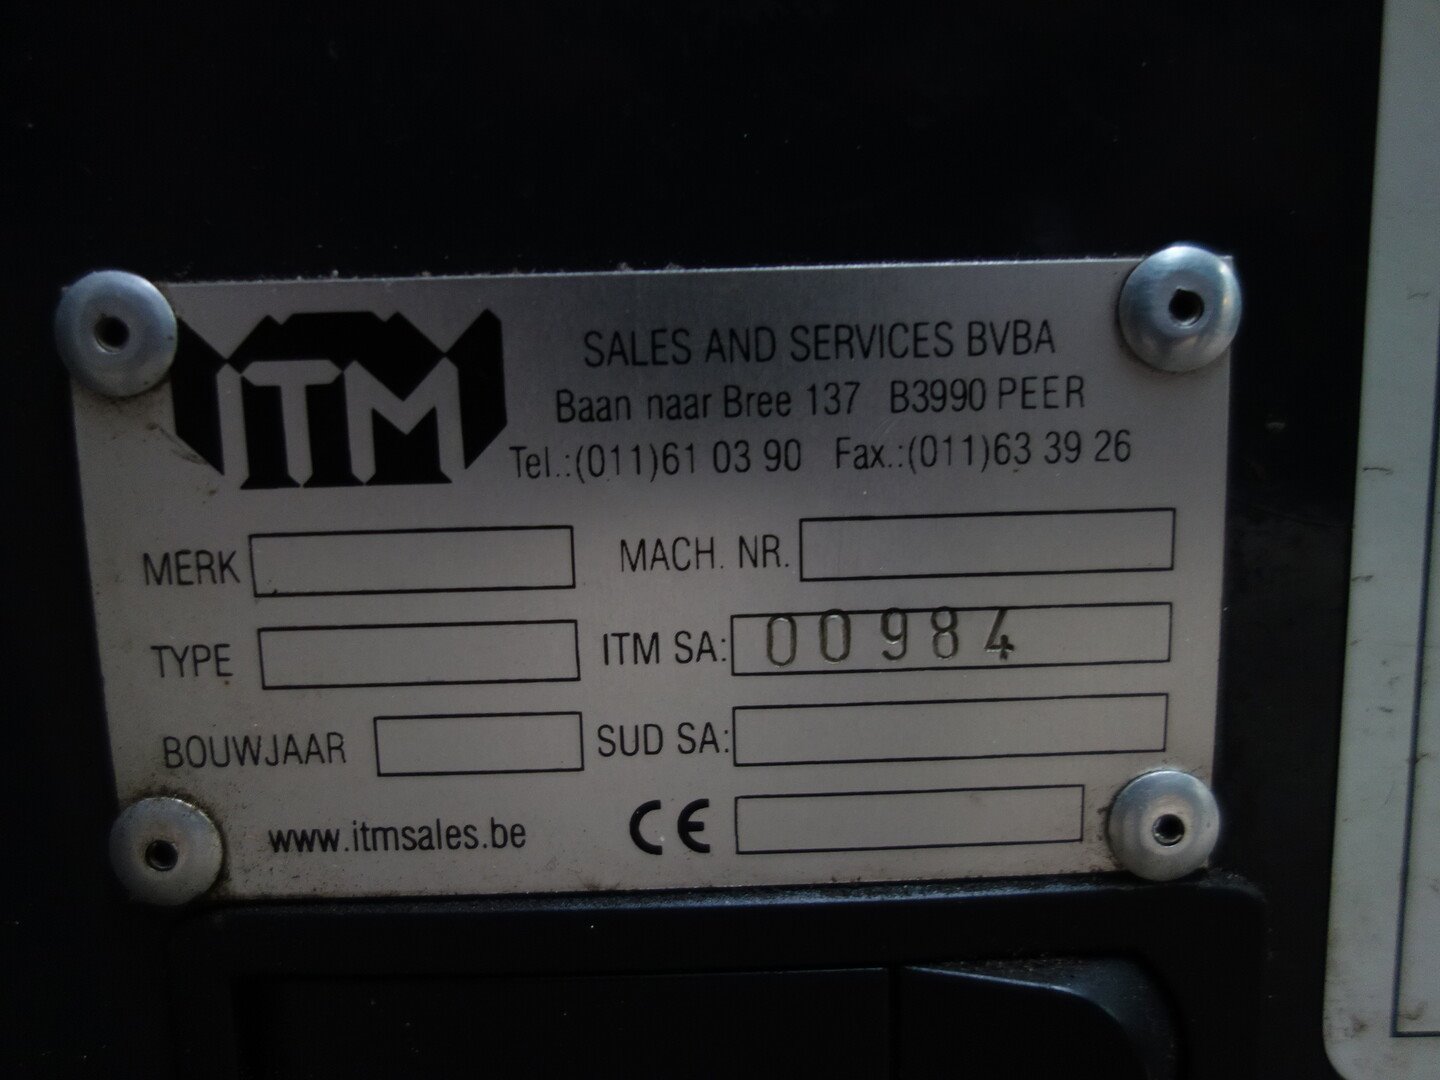 ITM
SALES AND SERVICES BVBA
Baan naar Bree 137 B3990 PEER
Tel.:(011)61 03 90 Fax.:(011)63 39 26
MERK MACH. NR.
TYPE ITM SA: 00984
BOUWJAAR SUD SA:
www.itmsales.be CE